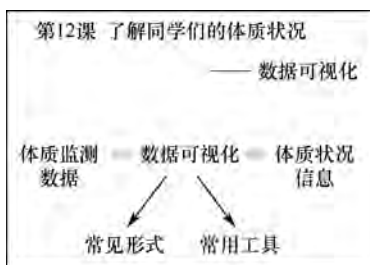 第12课 了解同学们的体质状况
—— 数据可视化
体质监测 数据可视化 体质状况
数据 信息
常见形式 常用工具